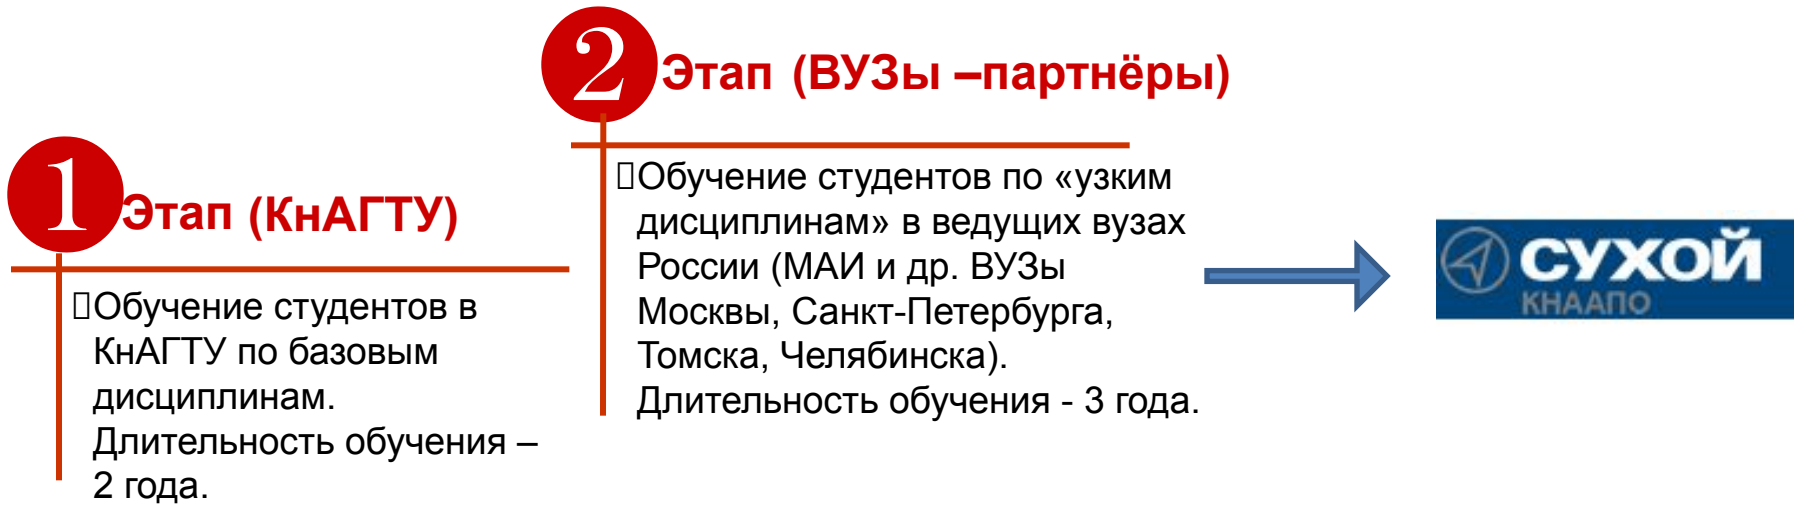 1 Этап (КнАГТУ)
Обучение студентов в
КнАГТУ по базовым
дисциплинам.
Длительность обучения –
2 года.
2 Этап (ВУЗы –партнёры)
Обучение студентов по «узким
дисциплинам» в ведущих вузах
России (МАИ и др. ВУЗы
Москвы, Санкт-Петербурга,
Томска, Челябинска).
Длительность обучения - 3 года.
СУХОЙ
КНААПО